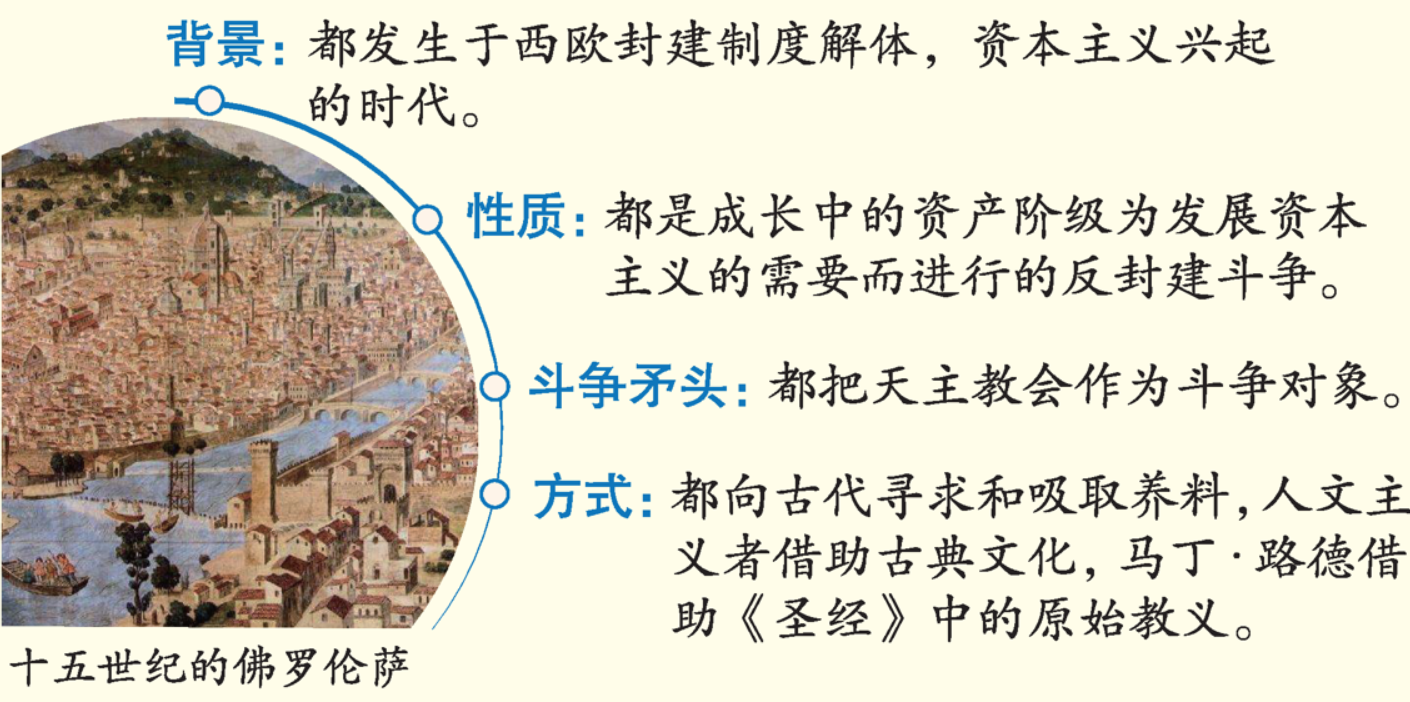 背景：都发生于西欧封建制度解体，资本主义兴起
的时代。
性质：都是成长中的资产阶级为发展资本
主义的需要而进行的反封建斗争。
斗争矛头：都把天主教会作为斗争对象。
方式：都向古代寻求和吸取养料，人文主
义者借助古典文化，马丁·路德借
助《圣经》中的原始教义。
十五世纪的佛罗伦萨